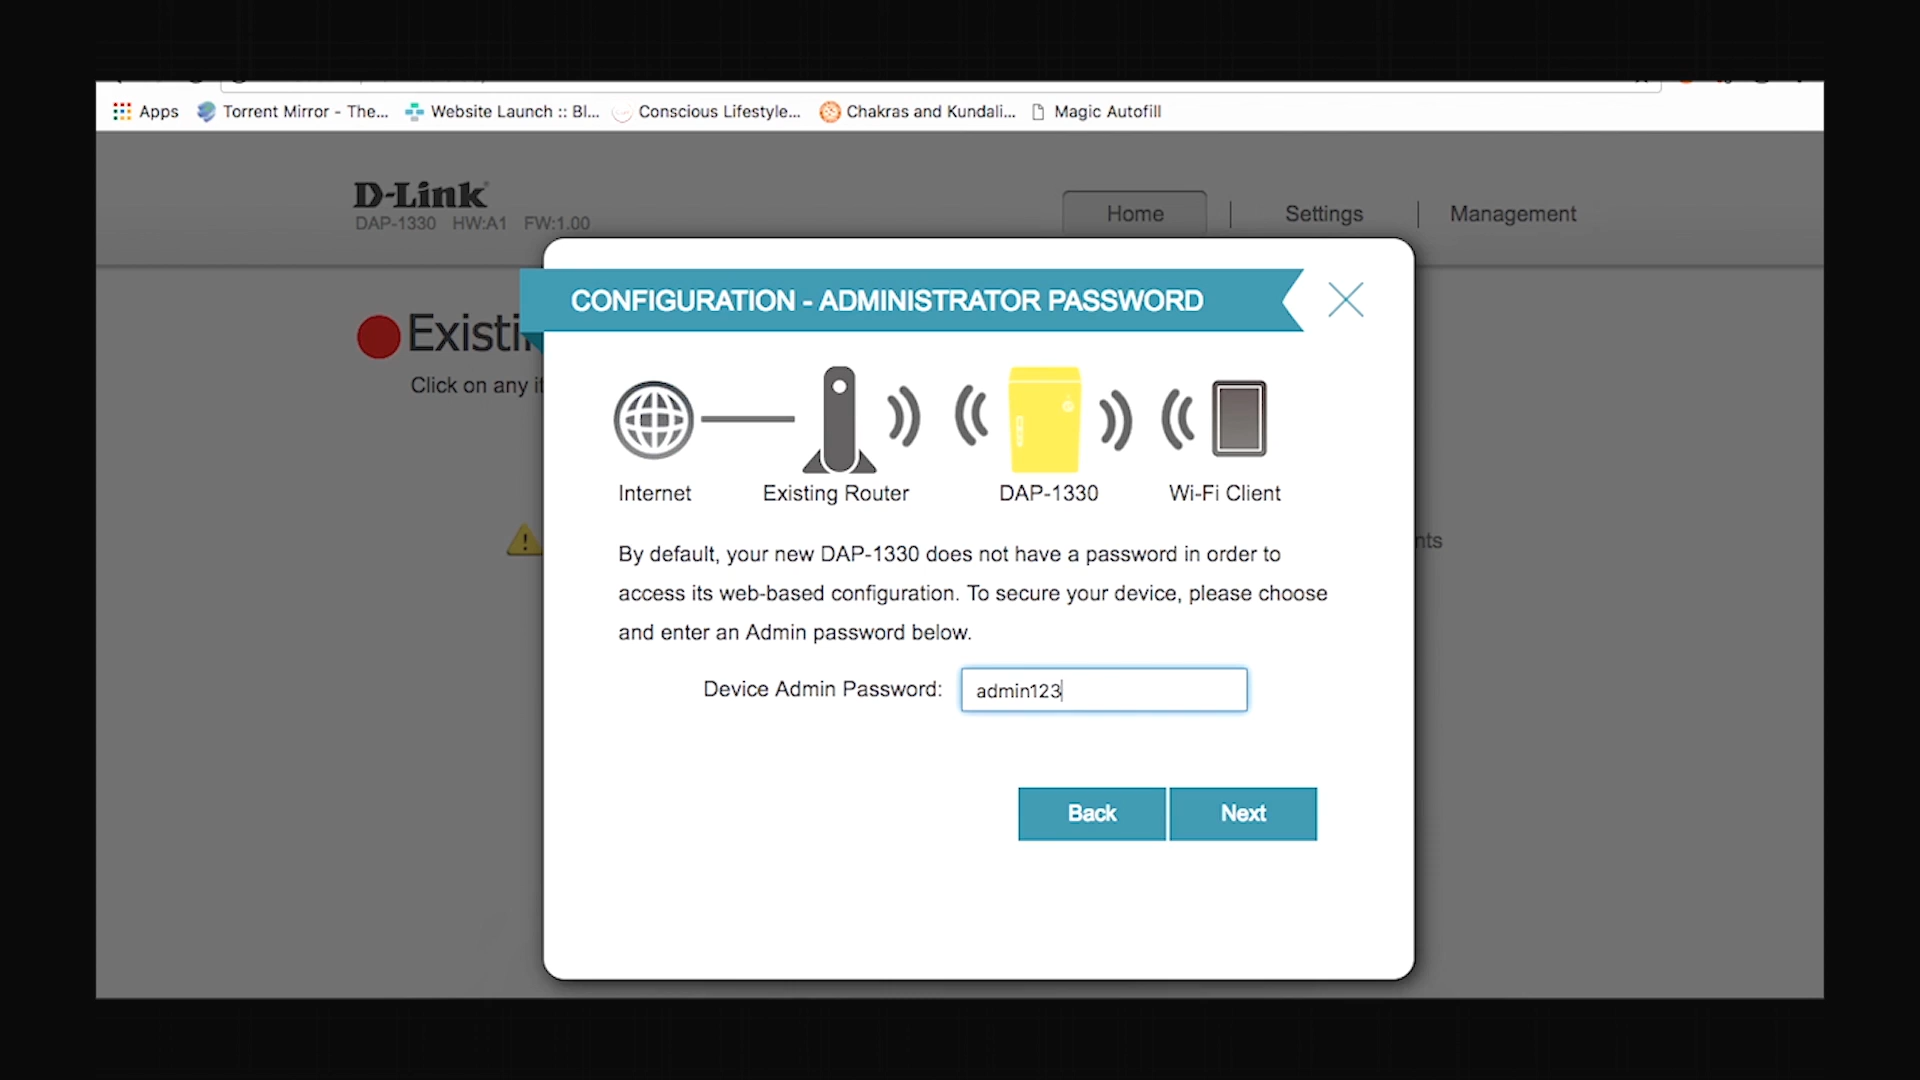 Apps Torrent Mirror - The... Website Launch :: Bl... Conscious Lifestyle... Chakras and Kundali... Magic Autofill
D-Link
DAP-1330 HW:A1 FW:1.00
Home Settings Management
CONFIGURATION - ADMINISTRATOR PASSWORD
Click on any
Internet Existing Router DAP-1330 Wi-Fi Client
By default, your new DAP-1330 does not have a password in order to
access its web-based configuration. To secure your device, please choose
and enter an Admin password below.
Device Admin Password: admin123
Back Next